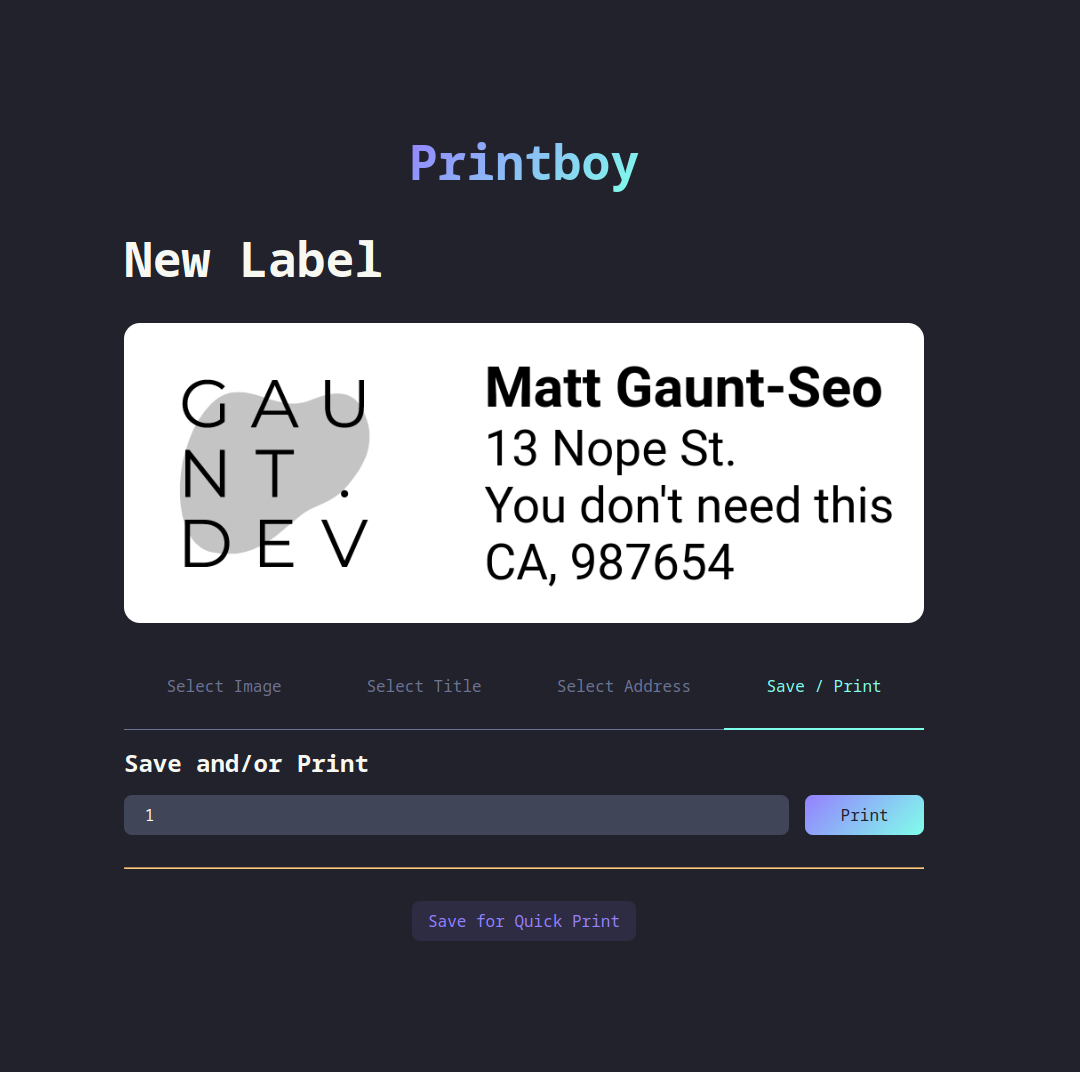 Printboy
New Label
GAU
NT.
DEV
Matt Gaunt-Seo
13 Nope St.
You don't need this
CA, 987654
Select Image
Select Title
Select Address
Save / Print
Save and/or Print
1
Print
Save for Quick Print